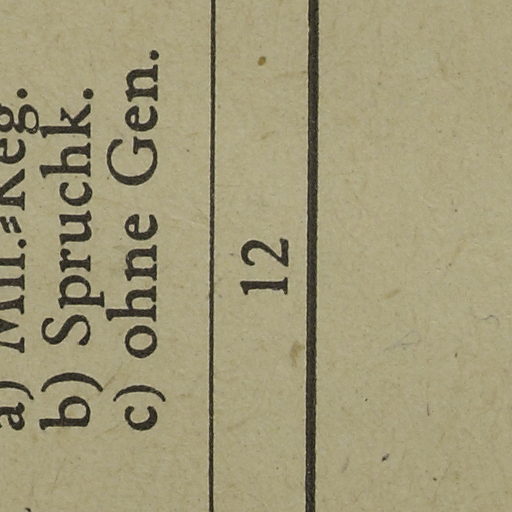 a) Mil.=Reg.
b) Spruchk.
c) ohne Gen.
12